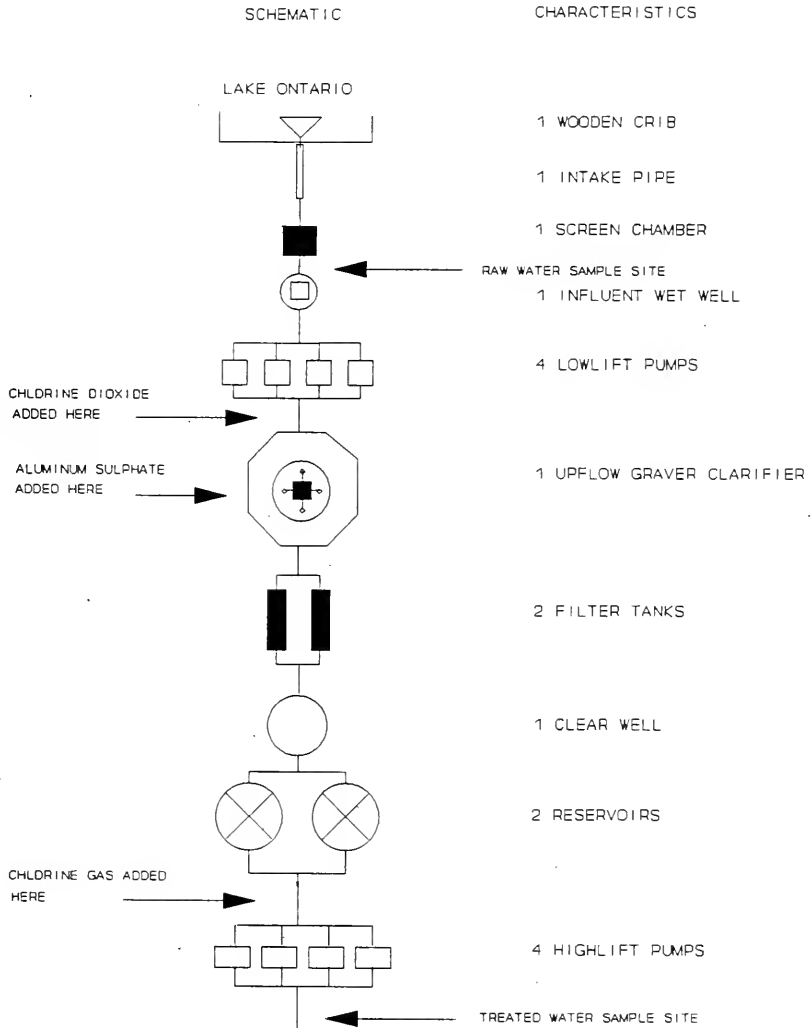 SCHEMATIC CHARACTERISTICS
LAKE ONTARIO
1 WOODEN CRIB
1 INTAKE PIPE
1 SCREEN CHAMBER
RAW WATER SAMPLE SITE
1 INFLUENT WET WELL
4 LOWLIFT PUMPS
CHLORINE DIOXIDE
ADDED HERE
ALUMINUM SULPHATE
ADDED HERE
1 UPFLOW GRAVER CLARIFIER
2 FILTER TANKS
1 CLEAR WELL
2 RESERVOIRS
CHLORINE GAS ADDED
HERE
4 HIGHLIFT PUMPS
TREATED WATER SAMPLE SITE